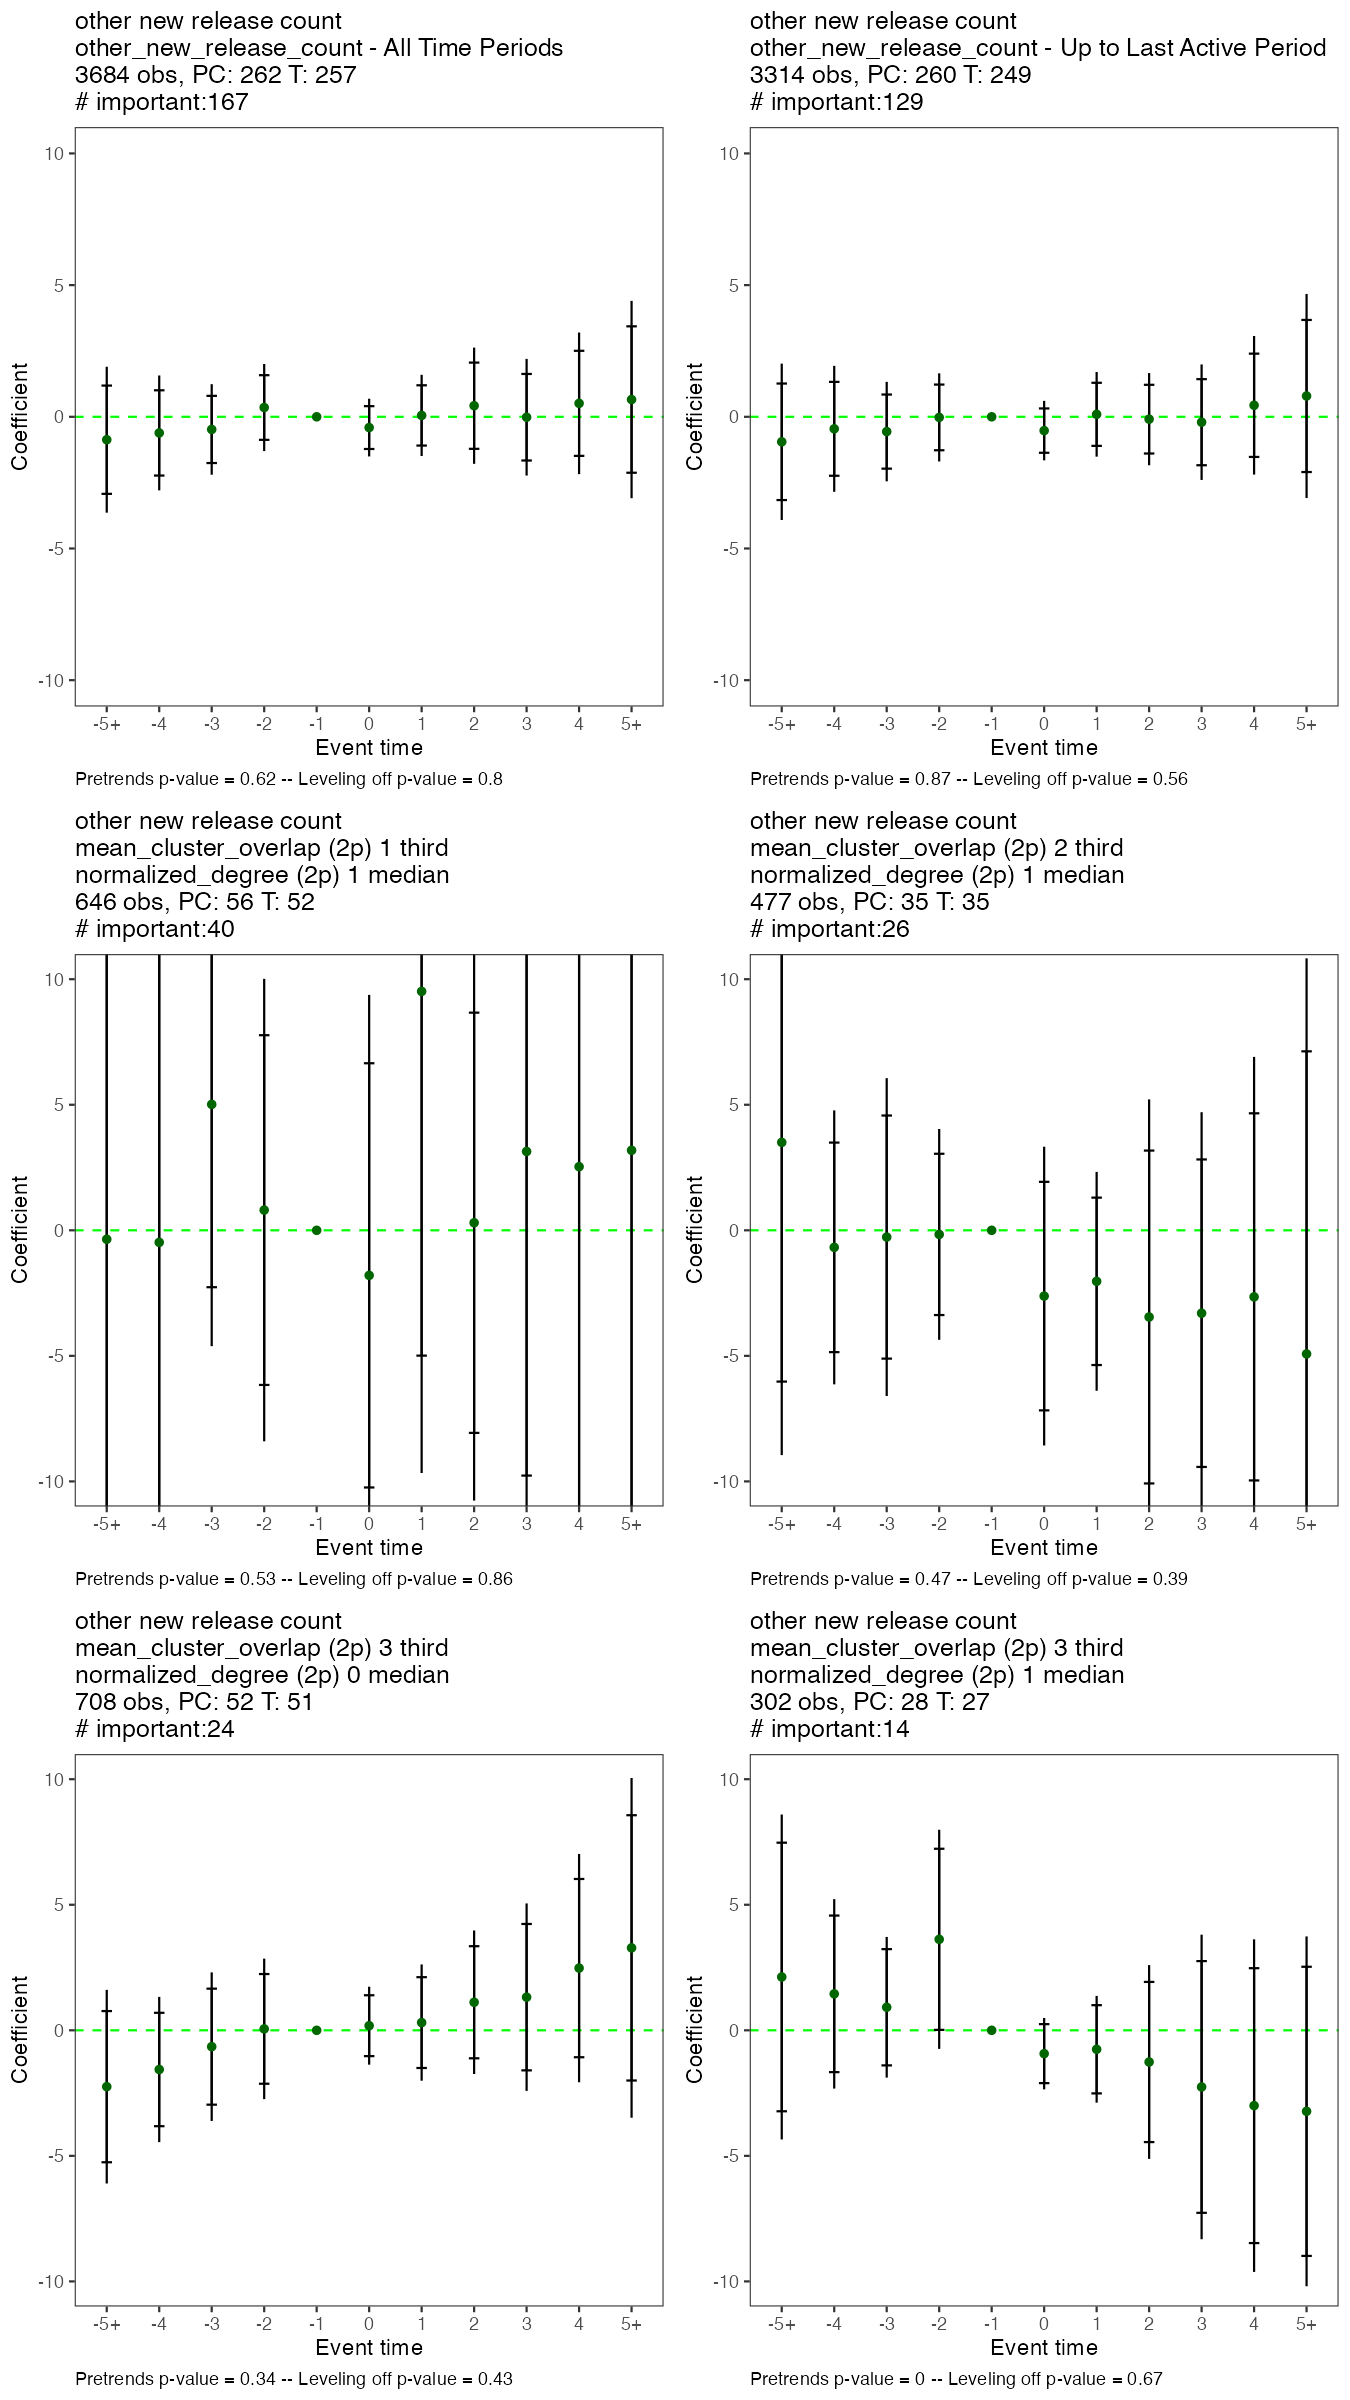 other new release count
other_new_release_count - All Time Periods
3684 obs, PC: 262 T: 257
# important:167
10
5
0
-5
-10
Coefficient
-5+ -4 -3 -2 -1 0 1 2 3 4 5+
Event time
Pretrends p-value = 0.62 -- Leveling off p-value = 0.8
other new release count
other_new_release_count - Up to Last Active Period
3314 obs, PC: 260 T: 249
# important:129
10
5
0
-5
-10
Coefficient
-5+ -4 -3 -2 -1 0 1 2 3 4 5+
Event time
Pretrends p-value = 0.87 -- Leveling off p-value = 0.56
other new release count
mean_cluster_overlap (2p) 1 third
normalized_degree (2p) 1 median
646 obs, PC: 56 T: 52
# important:40
10
5
0
-5
-10
Coefficient
-5+ -4 -3 -2 -1 0 1 2 3 4 5+
Event time
Pretrends p-value = 0.53 -- Leveling off p-value = 0.86
other new release count
mean_cluster_overlap (2p) 2 third
normalized_degree (2p) 1 median
477 obs, PC: 35 T: 35
# important:26
10
5
0
-5
-10
Coefficient
-5+ -4 -3 -2 -1 0 1 2 3 4 5+
Event time
Pretrends p-value = 0.47 -- Leveling off p-value = 0.39
other new release count
mean_cluster_overlap (2p) 3 third
normalized_degree (2p) 0 median
708 obs, PC: 52 T: 51
# important:24
10
5
0
-5
-10
Coefficient
-5+ -4 -3 -2 -1 0 1 2 3 4 5+
Event time
Pretrends p-value = 0.34 -- Leveling off p-value = 0.43
other new release count
mean_cluster_overlap (2p) 3 third
normalized_degree (2p) 1 median
302 obs, PC: 28 T: 27
# important:14
10
5
0
-5
-10
Coefficient
-5+ -4 -3 -2 -1 0 1 2 3 4 5+
Event time
Pretrends p-value = 0 -- Leveling off p-value = 0.67